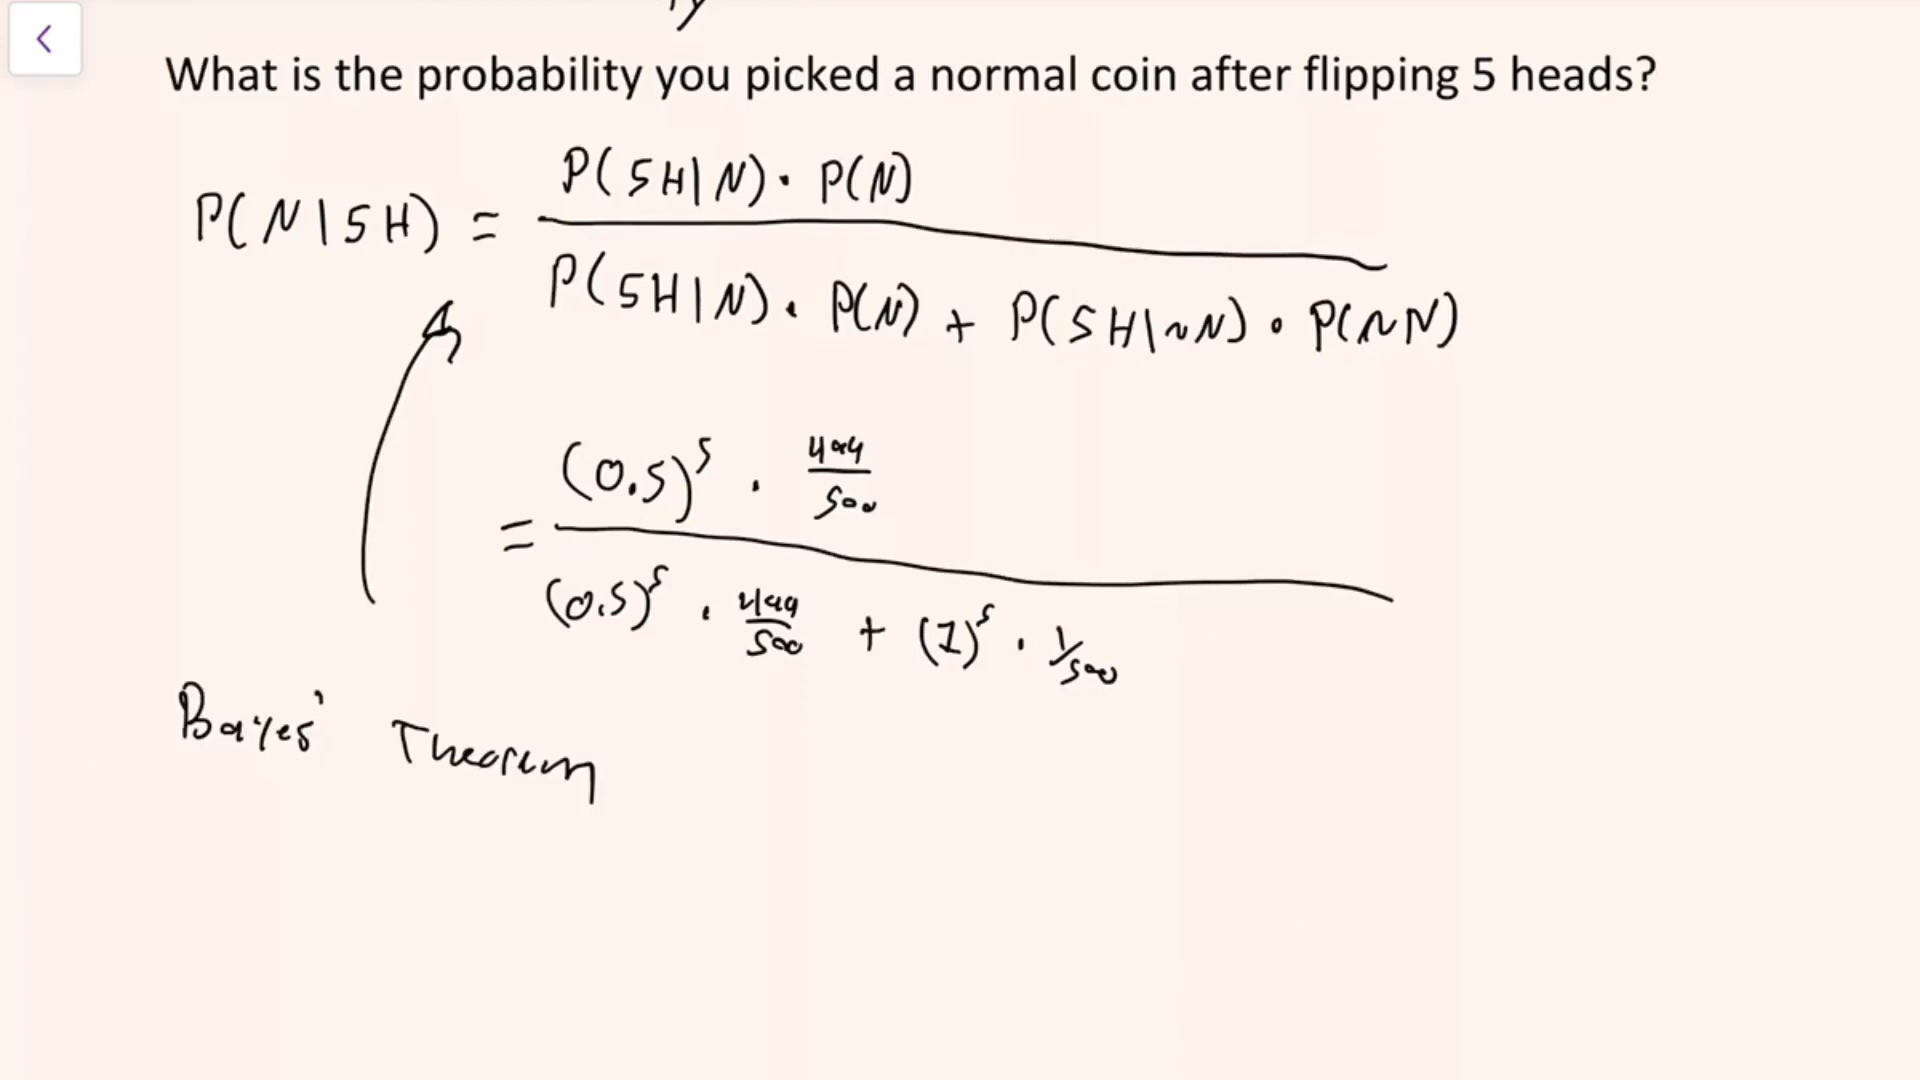 What is the probability you picked a normal coin after flipping 5 heads?
P(N|5H) = P(5H|N) · P(N) / P(5H|N) · P(N) + P(5H|~N) · P(~N)
= (0.5)^5 · 499/500 / (0.5)^5 · 499/500 + (1)^5 · 1/500
Bayes' Theorem